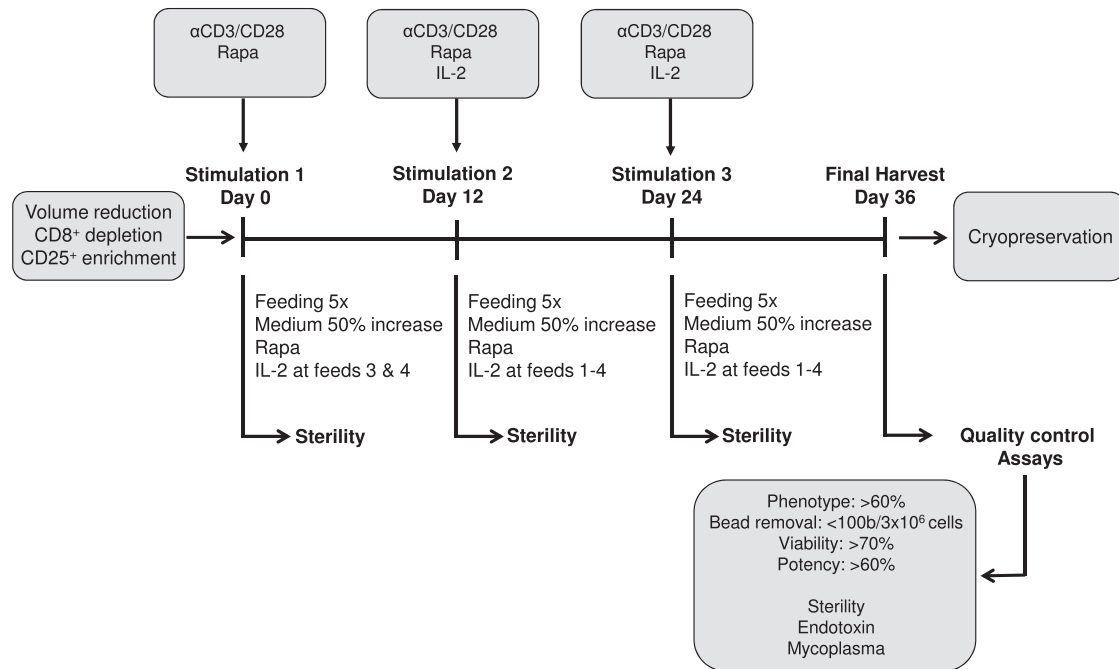 αCD3/CD28
Rapa
αCD3/CD28
Rapa
IL-2
αCD3/CD28
Rapa
IL-2
Stimulation 1
Day 0
Stimulation 2
Day 12
Stimulation 3
Day 24
Final Harvest
Day 36
Volume reduction
CD8⁺ depletion
CD25⁺ enrichment
Cryopreservation
Feeding 5x
Medium 50% increase
Rapa
IL-2 at feeds 3 & 4
Feeding 5x
Medium 50% increase
Rapa
IL-2 at feeds 1-4
Feeding 5x
Medium 50% increase
Rapa
IL-2 at feeds 1-4
Sterility
Sterility
Sterility
Quality control
Assays
Phenotype: >60%
Bead removal: <100b/3x10⁶ cells
Viability: >70%
Potency: >60%
Sterility
Endotoxin
Mycoplasma